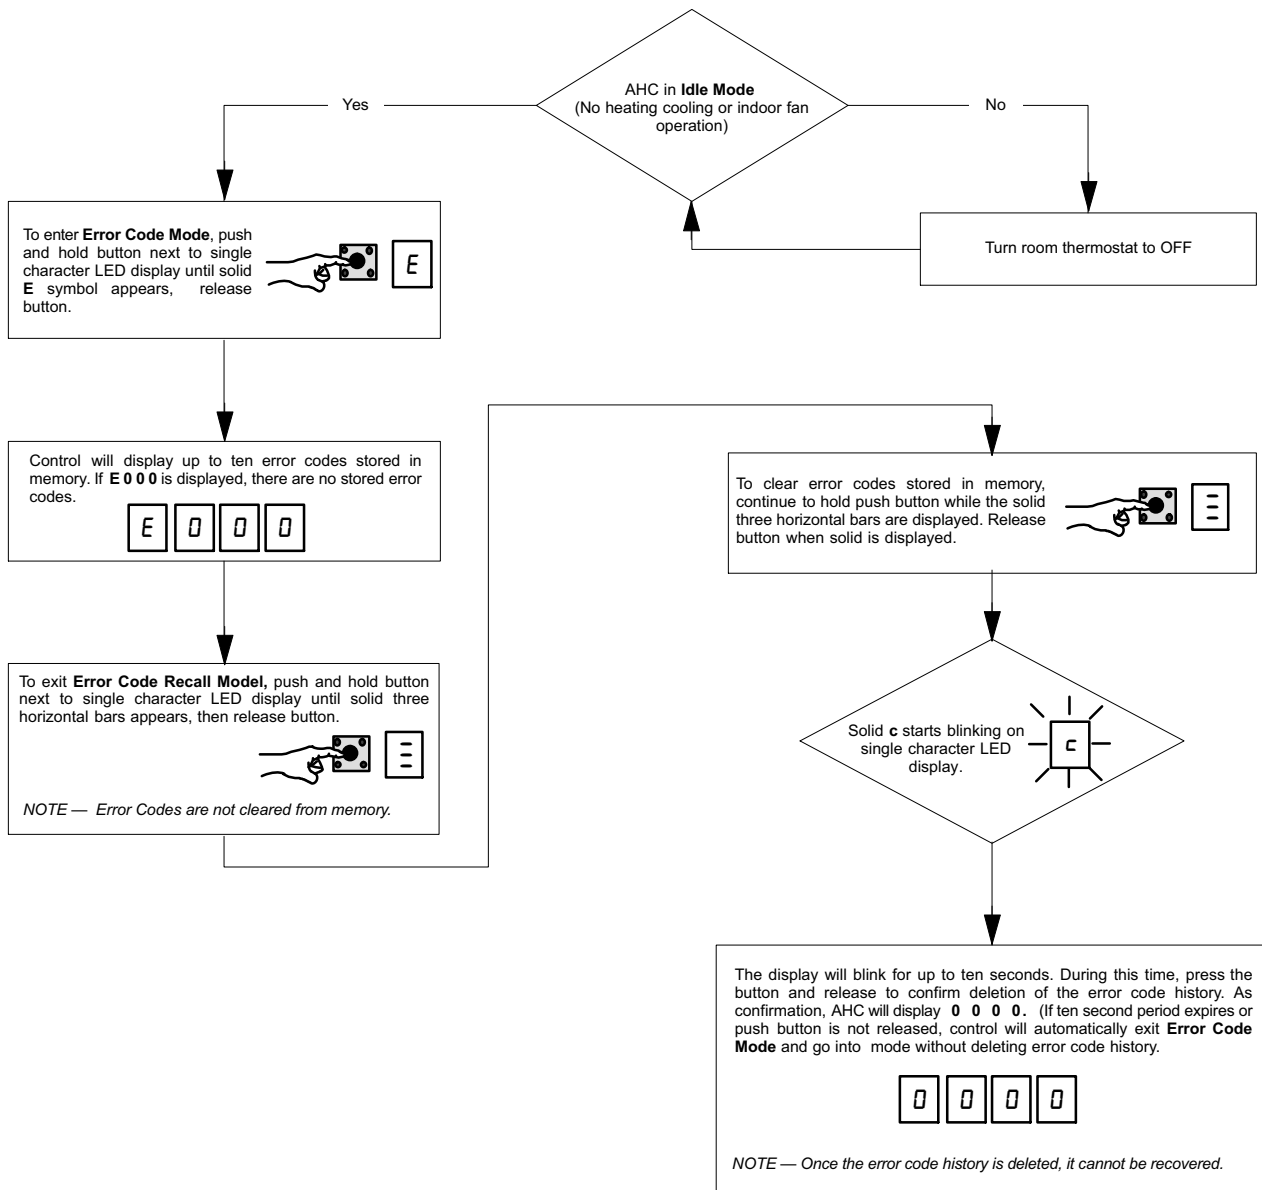 AHC in Idle Mode
(No heating cooling or indoor fan
operation)
Yes
No
To enter Error Code Mode, push
and hold button next to single
character LED display until solid
E symbol appears, release
button.
E
Turn room thermostat to OFF
Control will display up to ten error codes stored in
memory. If E 0 0 0 is displayed, there are no stored error
codes.
E 0 0 0
To exit Error Code Recall Model, push and hold button
next to single character LED display until solid three
horizontal bars appears, then release button.
NOTE — Error Codes are not cleared from memory.
To clear error codes stored in memory,
continue to hold push button while the solid
three horizontal bars are displayed. Release
button when solid is displayed.
Solid c starts blinking on
single character LED
display.
c
The display will blink for up to ten seconds. During this time, press the
button and release to confirm deletion of the error code history. As
confirmation, AHC will display 0 0 0 0. (If ten second period expires or
push button is not released, control will automatically exit Error Code
Mode and go into mode without deleting error code history.
0 0 0 0
NOTE — Once the error code history is deleted, it cannot be recovered.